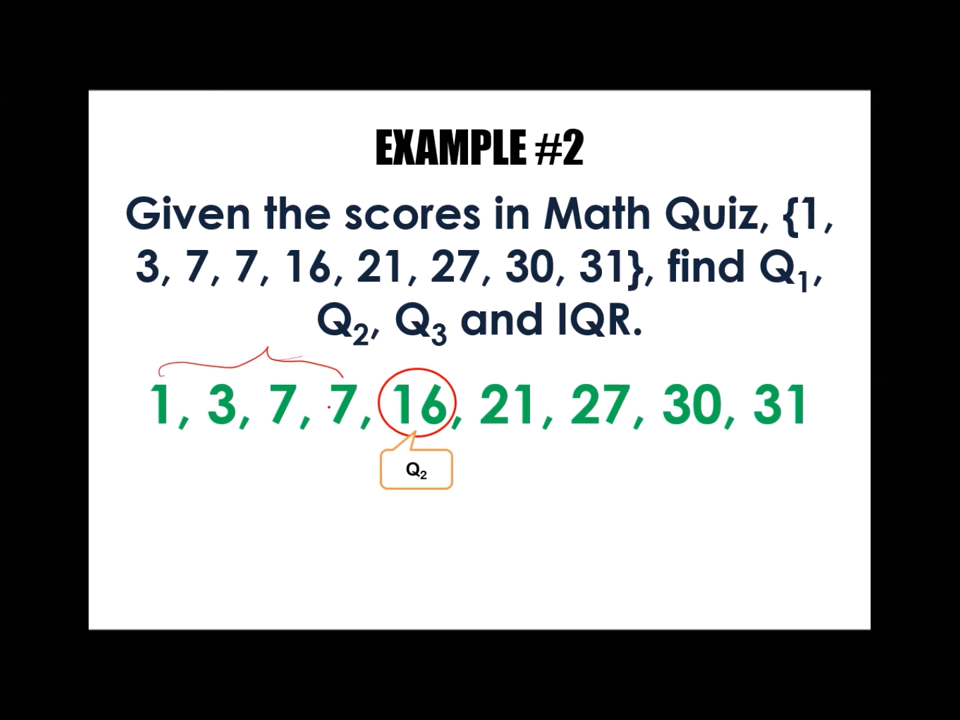 EXAMPLE #2
Given the scores in Math Quiz, {1,
3, 7, 7, 16, 21, 27, 30, 31}, find Q₁,
Q₂, Q₃ and IQR.
1, 3, 7, 7, 16, 21, 27, 30, 31
Q₂